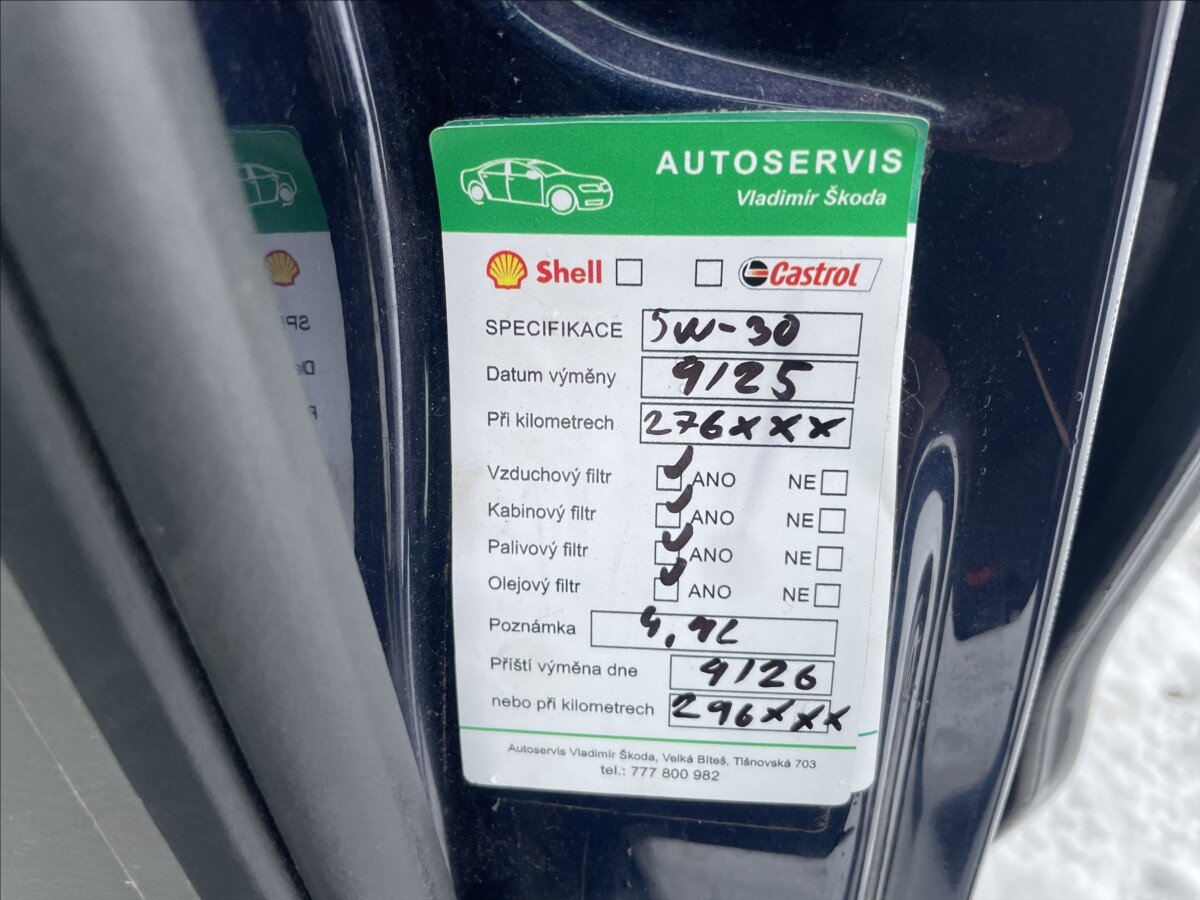 AUTOSERVIS
Vladimír Škoda
Shell Castrol
SPECIFIKACE 5W-30
Datum výměny 9/25
Při kilometrech 276xxx
Vzduchový filtr ANO NE
Kabinový filtr ANO NE
Palivový filtr ANO NE
Olejový filtr ANO NE
Poznámka 4,9L
Příští výměna dne 9/26
nebo při kilometrech 296xxx
Autoservis Vladimír Škoda, Velká Bíteš, Tišnovská 703
tel.: 777 800 982